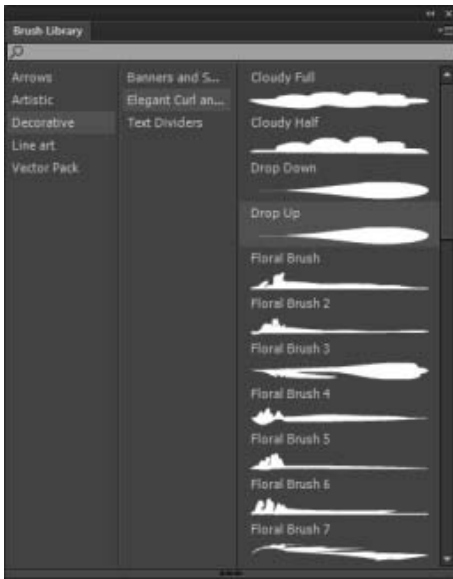 Brush Library
Arrows
Artistic
Decorative
Line art
Vector Pack
Banners and S...
Elegant Curl an...
Text Dividers
Cloudy Full
Cloudy Half
Drop Down
Drop Up
Floral Brush
Floral Brush 2
Floral Brush 3
Floral Brush 4
Floral Brush 5
Floral Brush 6
Floral Brush 7